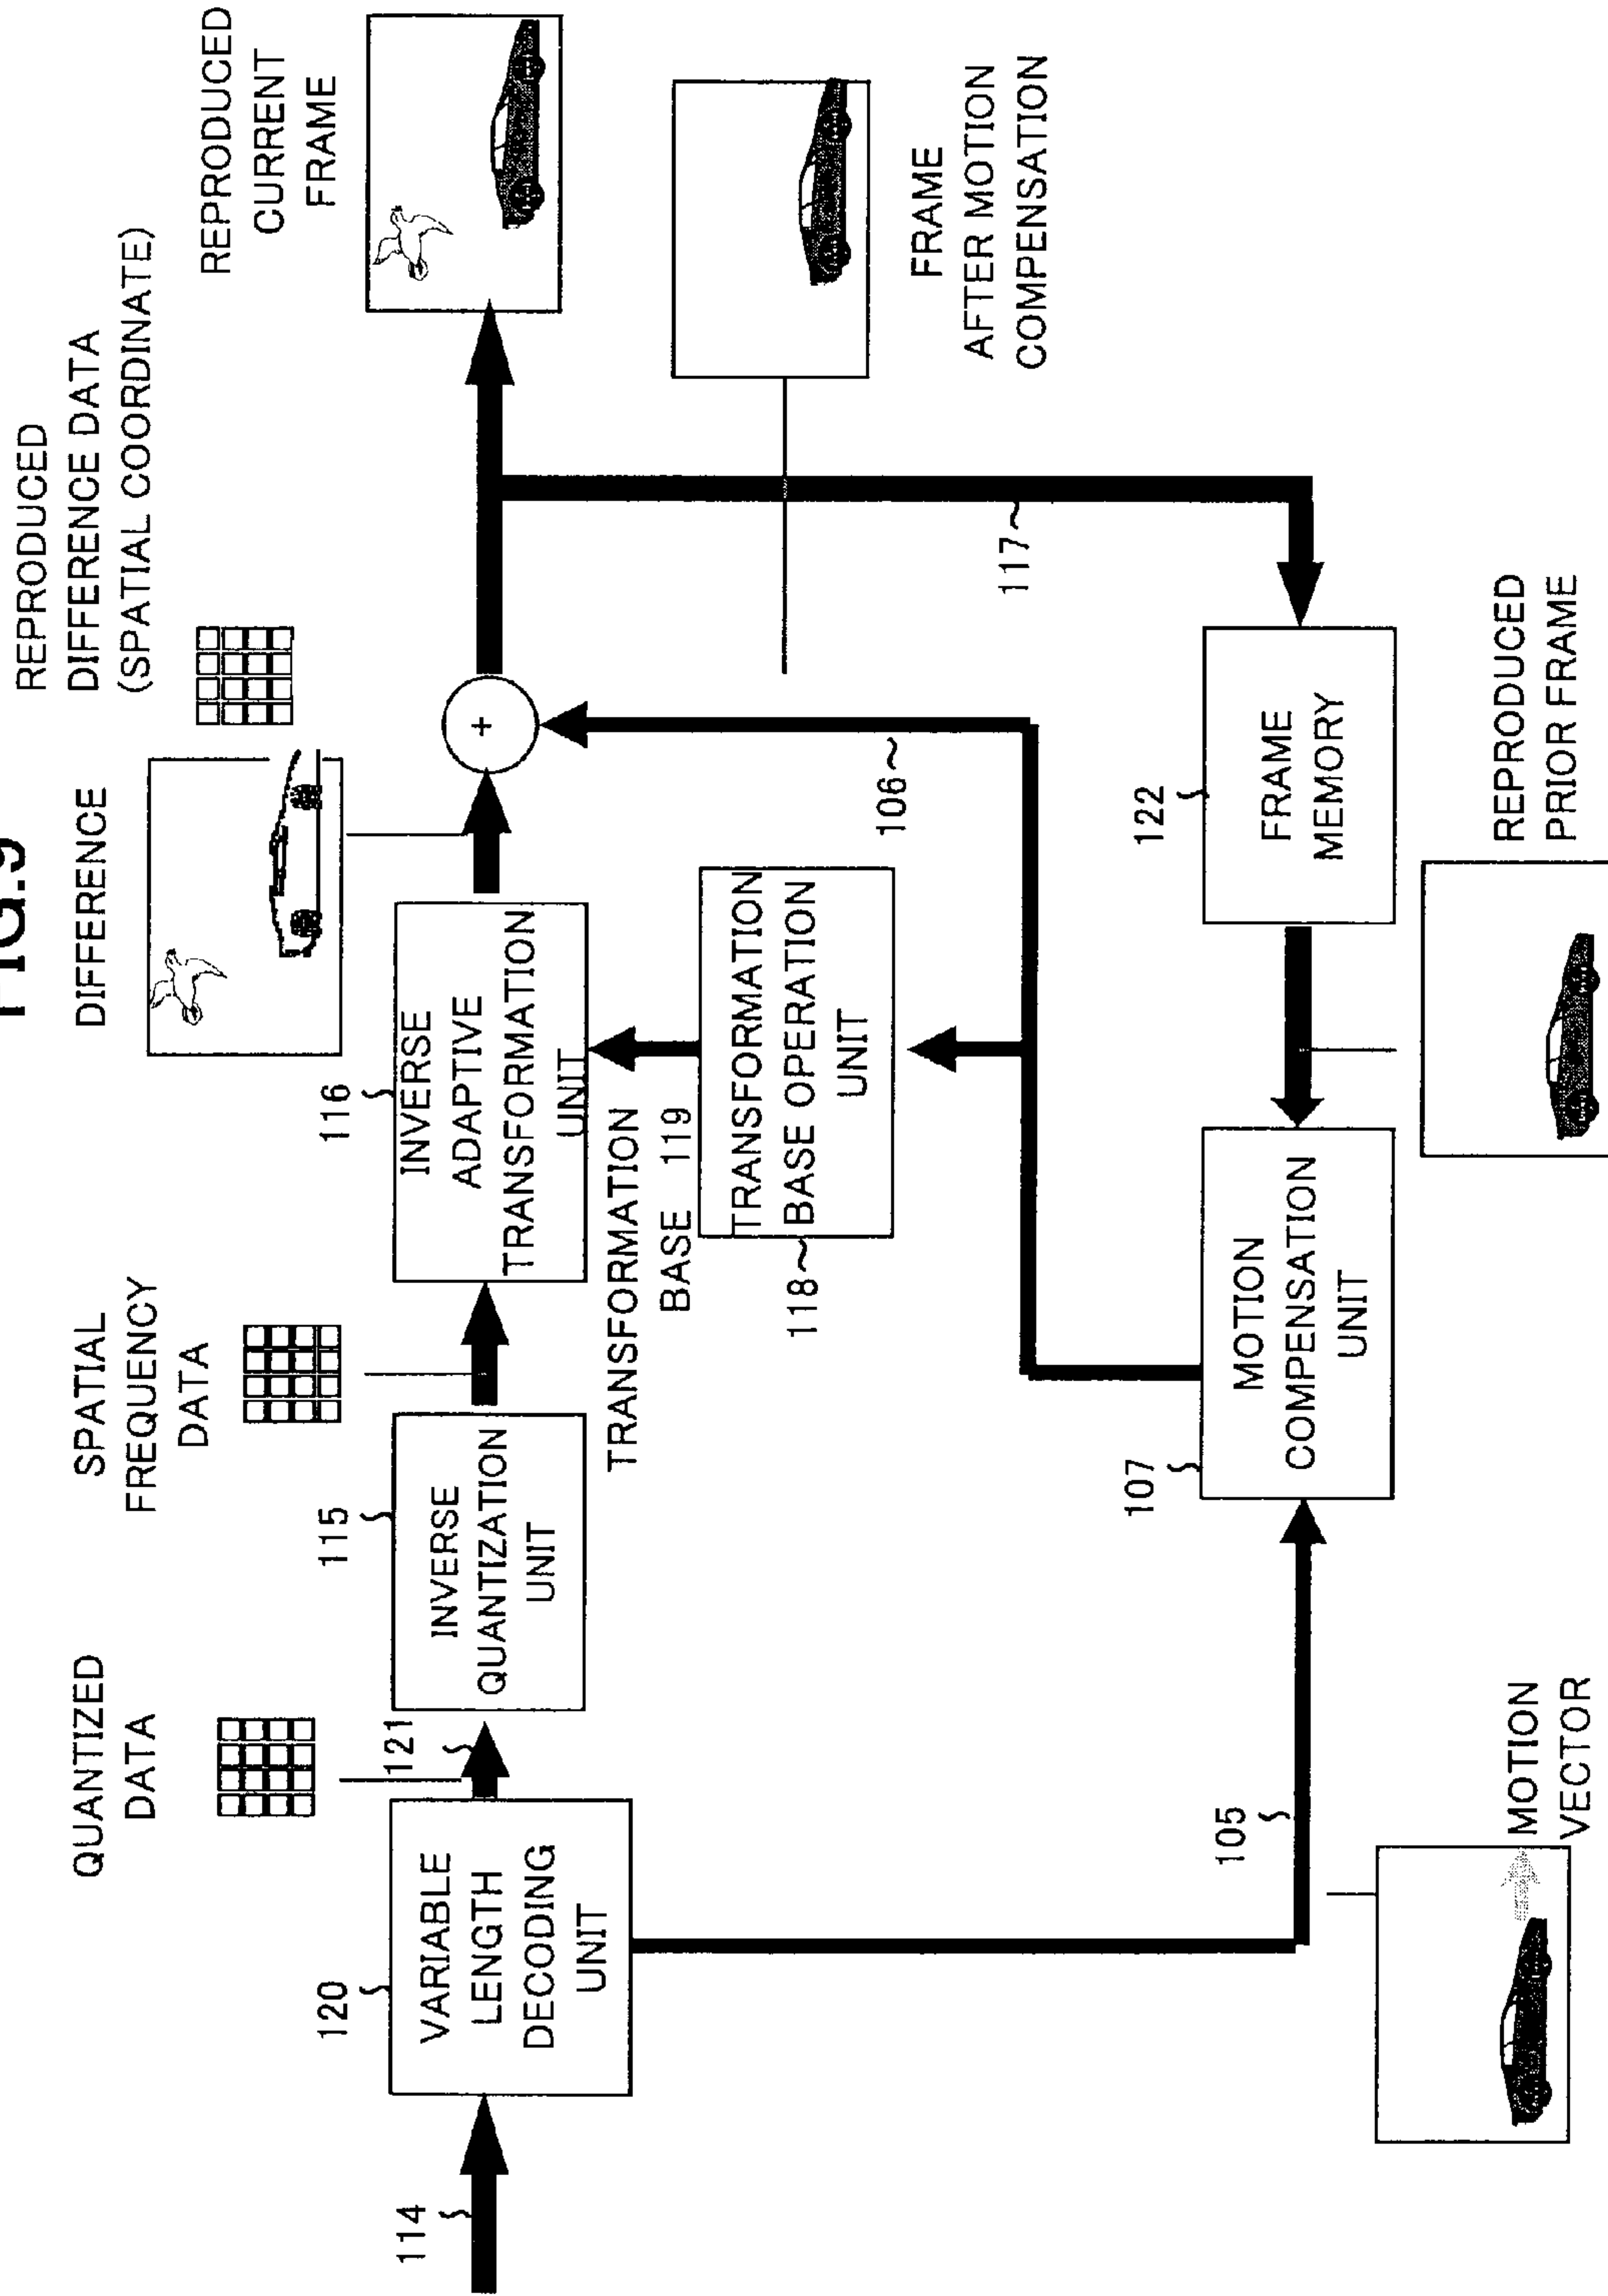 FIG.9
QUANTIZED
DATA
SPATIAL
FREQUENCY
DATA
DIFFERENCE
REPRODUCED
DIFFERENCE DATA
(SPATIAL COORDINATE)
REPRODUCED
CURRENT
FRAME
114
120
VARIABLE
LENGTH
DECODING
UNIT
121
115
INVERSE
QUANTIZATION
UNIT
116
INVERSE
ADAPTIVE
TRANSFORMATION
UNIT
+
TRANSFORMATION
BASE 119
118
TRANSFORMATION
BASE OPERATION
UNIT
106
117
FRAME
AFTER MOTION
COMPENSATION
105
107
MOTION
COMPENSATION
UNIT
122
FRAME
MEMORY
MOTION
VECTOR
REPRODUCED
PRIOR FRAME